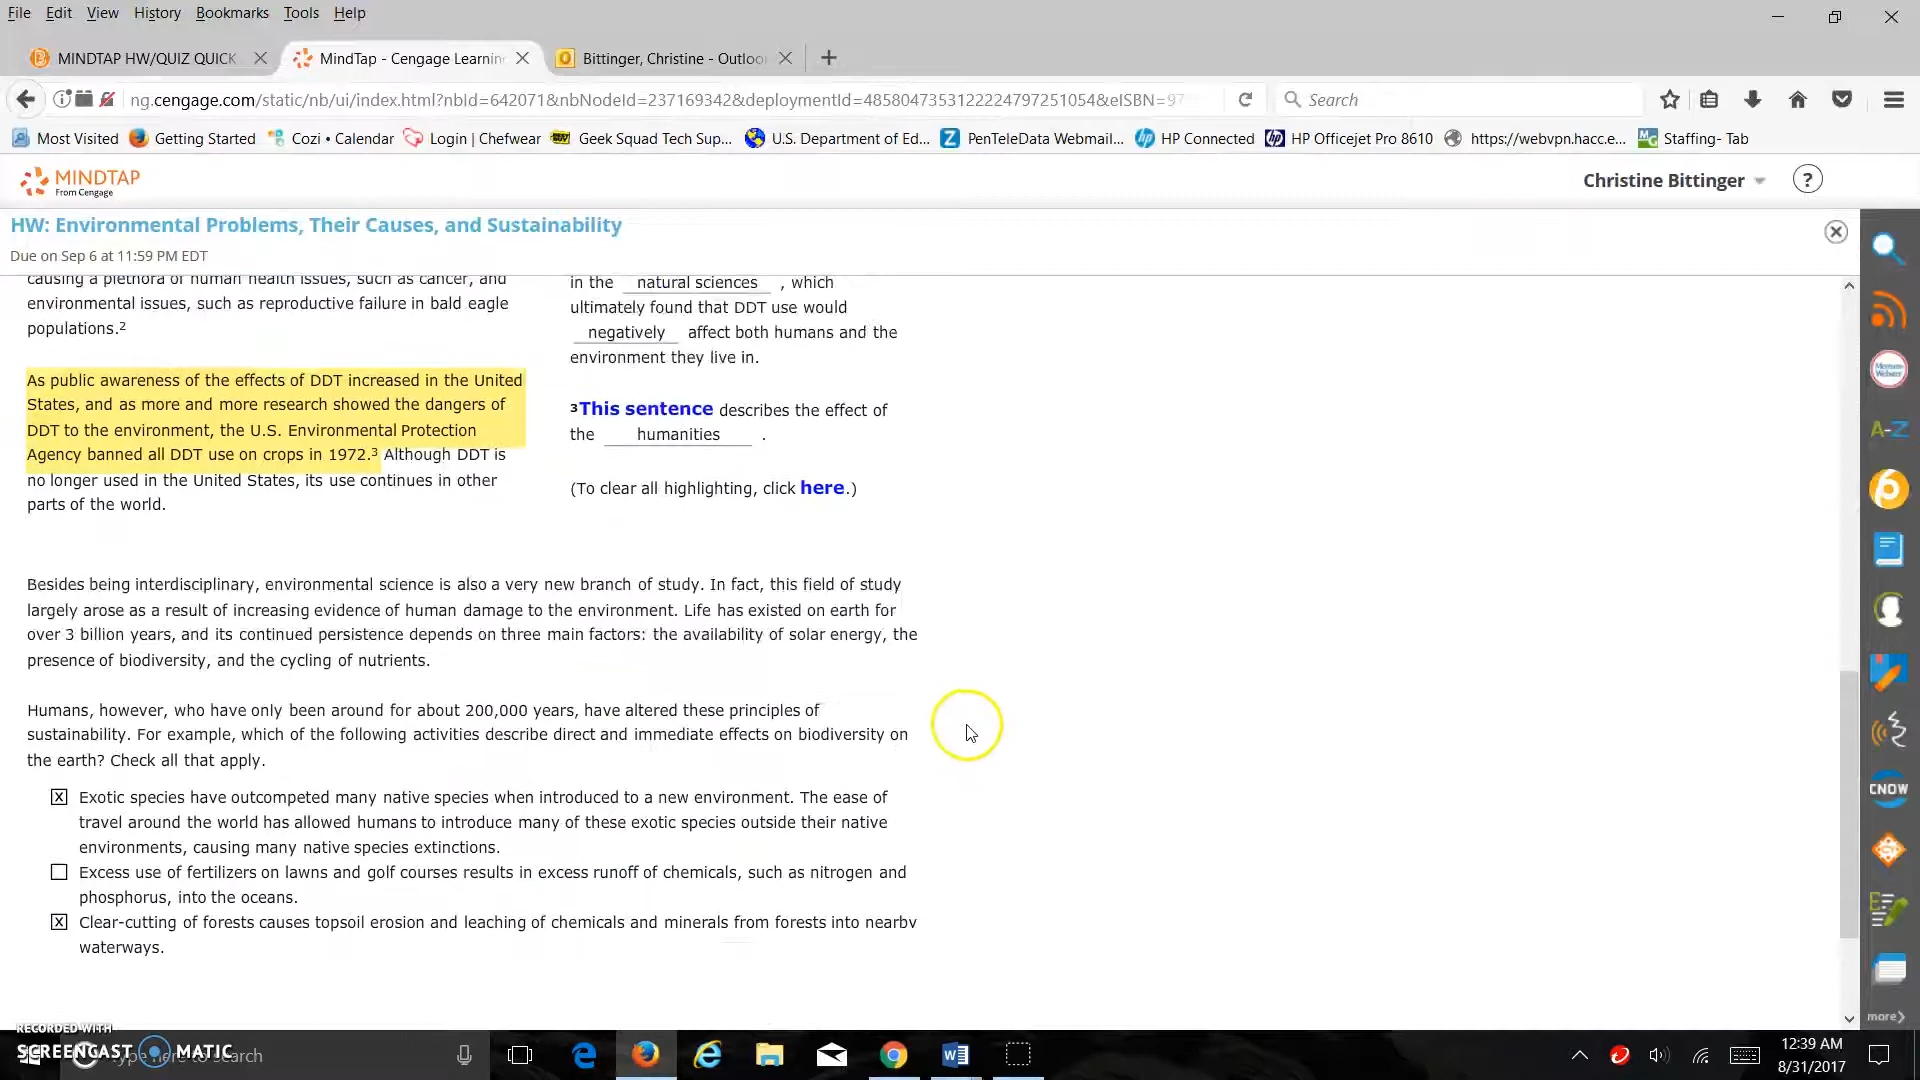 File Edit View History Bookmarks Tools Help
MINDTAP HW/QUIZ QUICK
MindTap - Cengage Learnin
Bittinger, Christine - Outloo
ng.cengage.com/static/nb/ui/index.html?nbId=642071&nbNodeId=237169342&deploymentId=4858047353122224797251054&eISBN=97
Search
Most Visited Getting Started Cozi • Calendar Login | Chefwear Geek Squad Tech Sup... U.S. Department of Ed... PenTeleData Webmail... HP Connected HP Officejet Pro 8610 https://webvpn.hacc.e... Staffing- Tab
MINDTAP
From Cengage
Christine Bittinger
?
HW: Environmental Problems, Their Causes, and Sustainability
Due on Sep 6 at 11:59 PM EDT
causing a plethora of human health issues, such as cancer, and
environmental issues, such as reproductive failure in bald eagle
populations.2
As public awareness of the effects of DDT increased in the United
States, and as more and more research showed the dangers of
DDT to the environment, the U.S. Environmental Protection
Agency banned all DDT use on crops in 1972.3 Although DDT is
no longer used in the United States, its use continues in other
parts of the world.
in the natural sciences , which
ultimately found that DDT use would
negatively affect both humans and the
environment they live in.
3This sentence describes the effect of
the humanities .
(To clear all highlighting, click here.)
Besides being interdisciplinary, environmental science is also a very new branch of study. In fact, this field of study
largely arose as a result of increasing evidence of human damage to the environment. Life has existed on earth for
over 3 billion years, and its continued persistence depends on three main factors: the availability of solar energy, the
presence of biodiversity, and the cycling of nutrients.
Humans, however, who have only been around for about 200,000 years, have altered these principles of
sustainability. For example, which of the following activities describe direct and immediate effects on biodiversity on
the earth? Check all that apply.
X Exotic species have outcompeted many native species when introduced to a new environment. The ease of
travel around the world has allowed humans to introduce many of these exotic species outside their native
environments, causing many native species extinctions.
Excess use of fertilizers on lawns and golf courses results in excess runoff of chemicals, such as nitrogen and
phosphorus, into the oceans.
X Clear-cutting of forests causes topsoil erosion and leaching of chemicals and minerals from forests into nearby
waterways.
A-Z
CNOW
more
RECORDED WITH
SCREENCAST MATIC
Type here to search
12:39 AM
8/31/2017